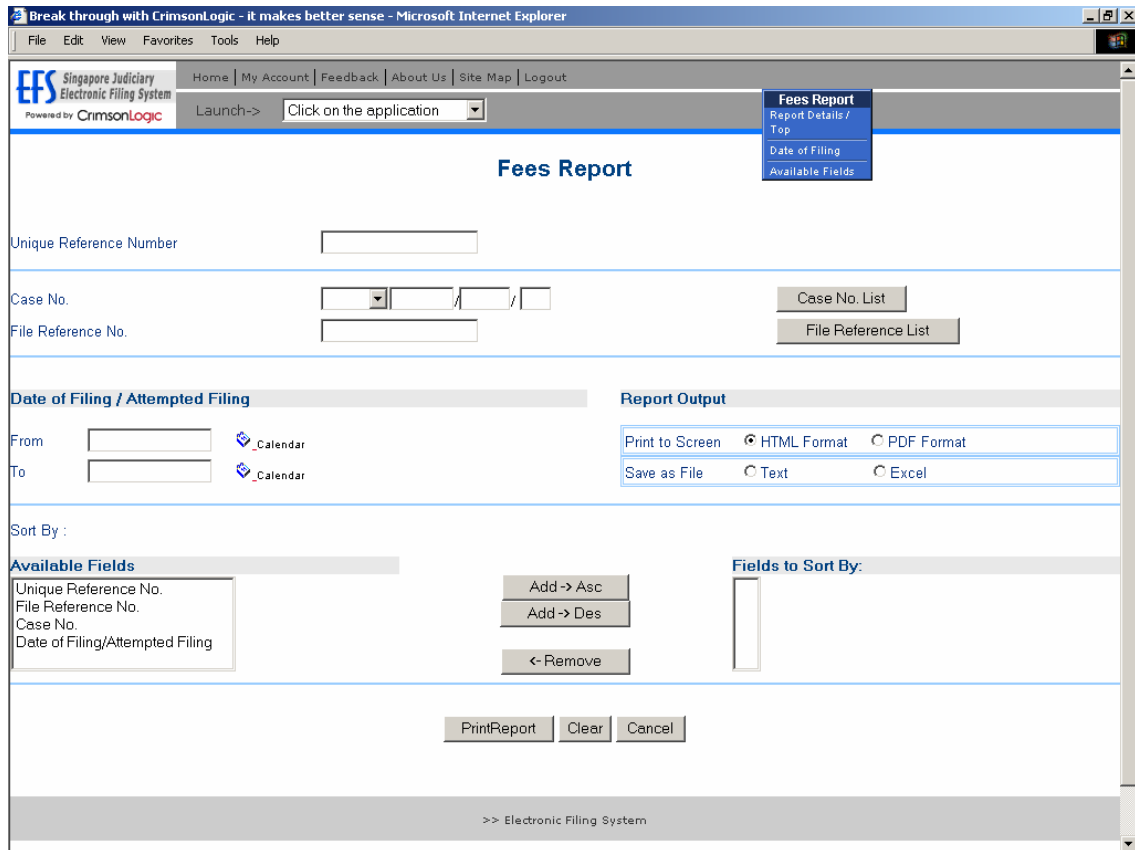 Break through with CrimsonLogic - it makes better sense - Microsoft Internet Explorer
File Edit View Favorites Tools Help
EFS Singapore Judiciary
Electronic Filing System
Powered by CrimsonLogic
Home | My Account | Feedback | About Us | Site Map | Logout
Launch-> Click on the application
Fees Report
Report Details /
Top
Date of Filing
Available Fields
Fees Report
Unique Reference Number
Case No. / / Case No. List
File Reference No. File Reference List
Date of Filing / Attempted Filing Report Output
From _Calendar Print to Screen HTML Format PDF Format
To _Calendar Save as File Text Excel
Sort By :
Available Fields Fields to Sort By:
Unique Reference No.
File Reference No.
Case No.
Date of Filing/Attempted Filing
Add -> Asc
Add -> Des
<- Remove
PrintReport Clear Cancel
>> Electronic Filing System